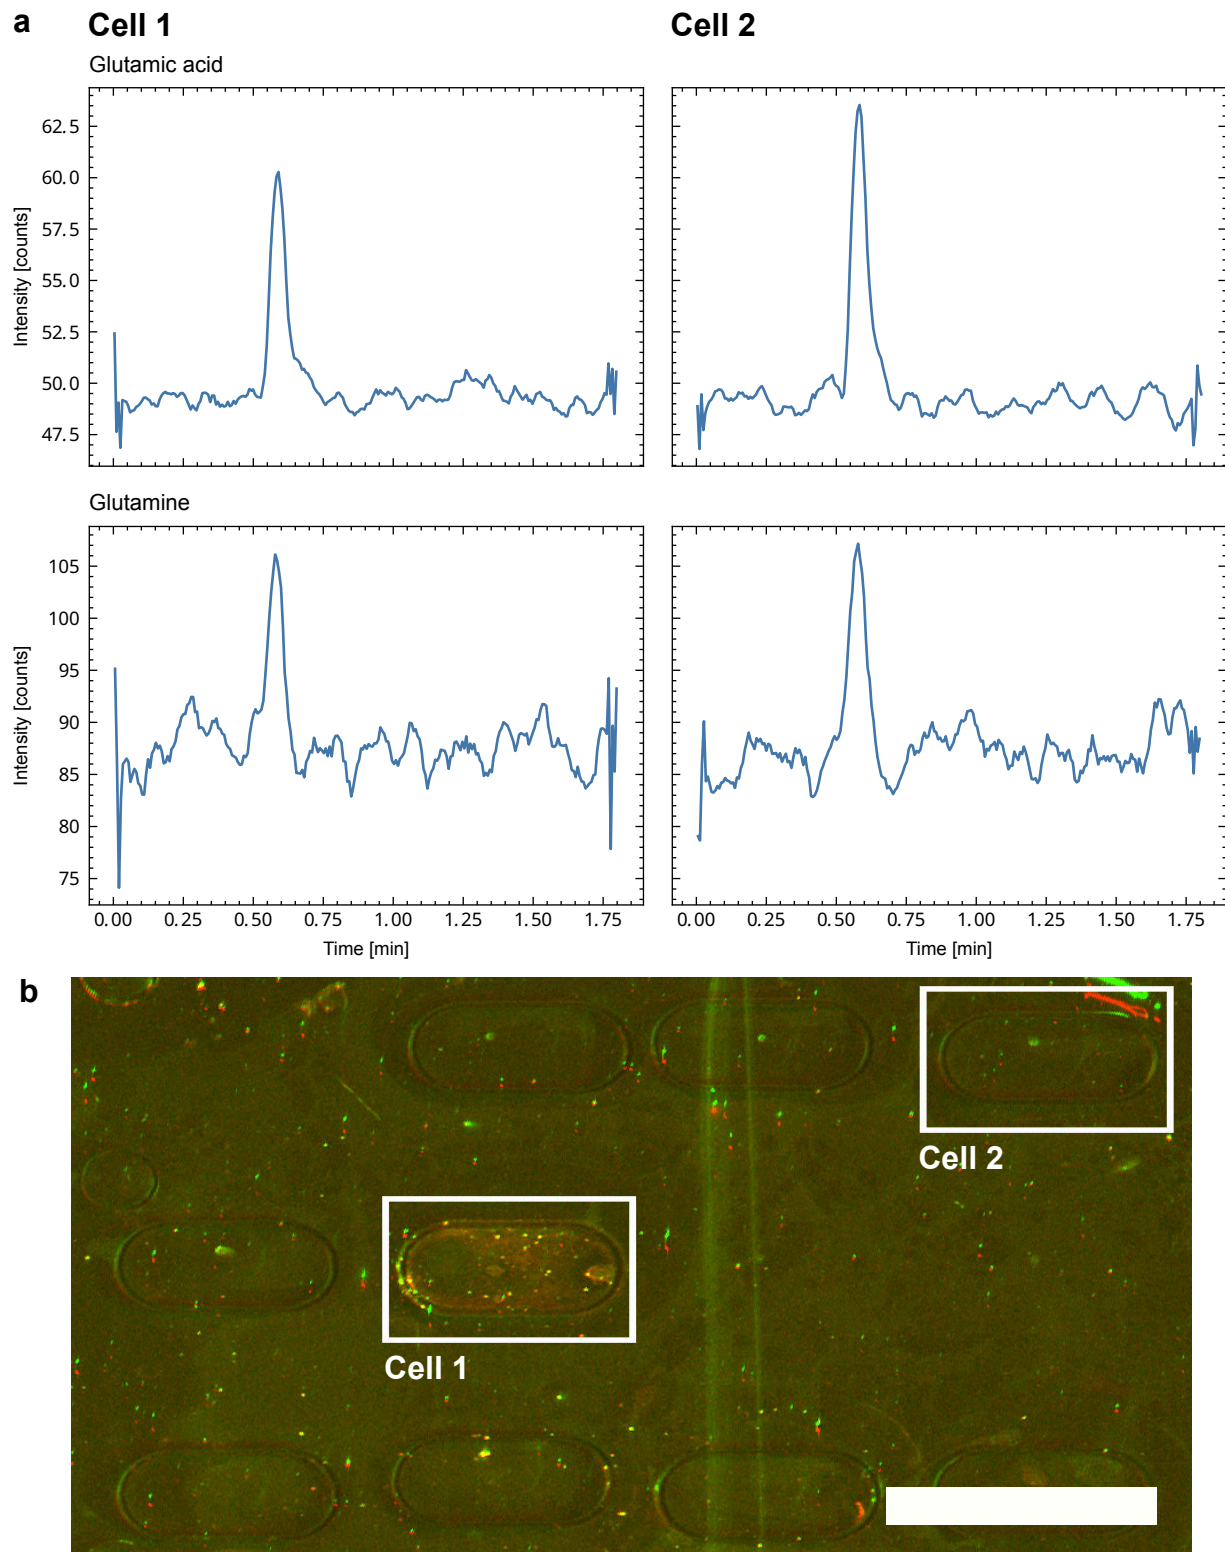 a
Cell 1
Cell 2
Glutamic acid
Intensity [counts]
62.5
60.0
57.5
55.0
52.5
50.0
47.5
Glutamine
Intensity [counts]
105
100
95
90
85
80
75
0.00 0.25 0.50 0.75 1.00 1.25 1.50 1.75
0.00 0.25 0.50 0.75 1.00 1.25 1.50 1.75
Time [min]
Time [min]
b
Cell 2
Cell 1